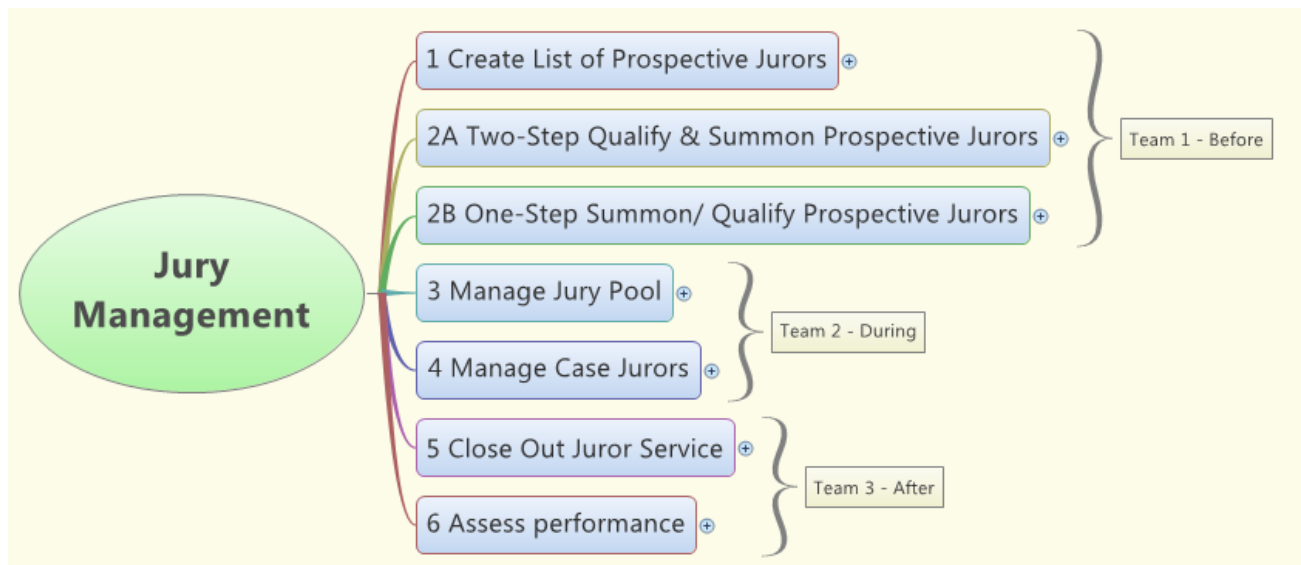 Jury
Management
1 Create List of Prospective Jurors
2A Two-Step Qualify & Summon Prospective Jurors
2B One-Step Summon/ Qualify Prospective Jurors
Team 1 - Before
3 Manage Jury Pool
4 Manage Case Jurors
Team 2 - During
5 Close Out Juror Service
6 Assess performance
Team 3 - After